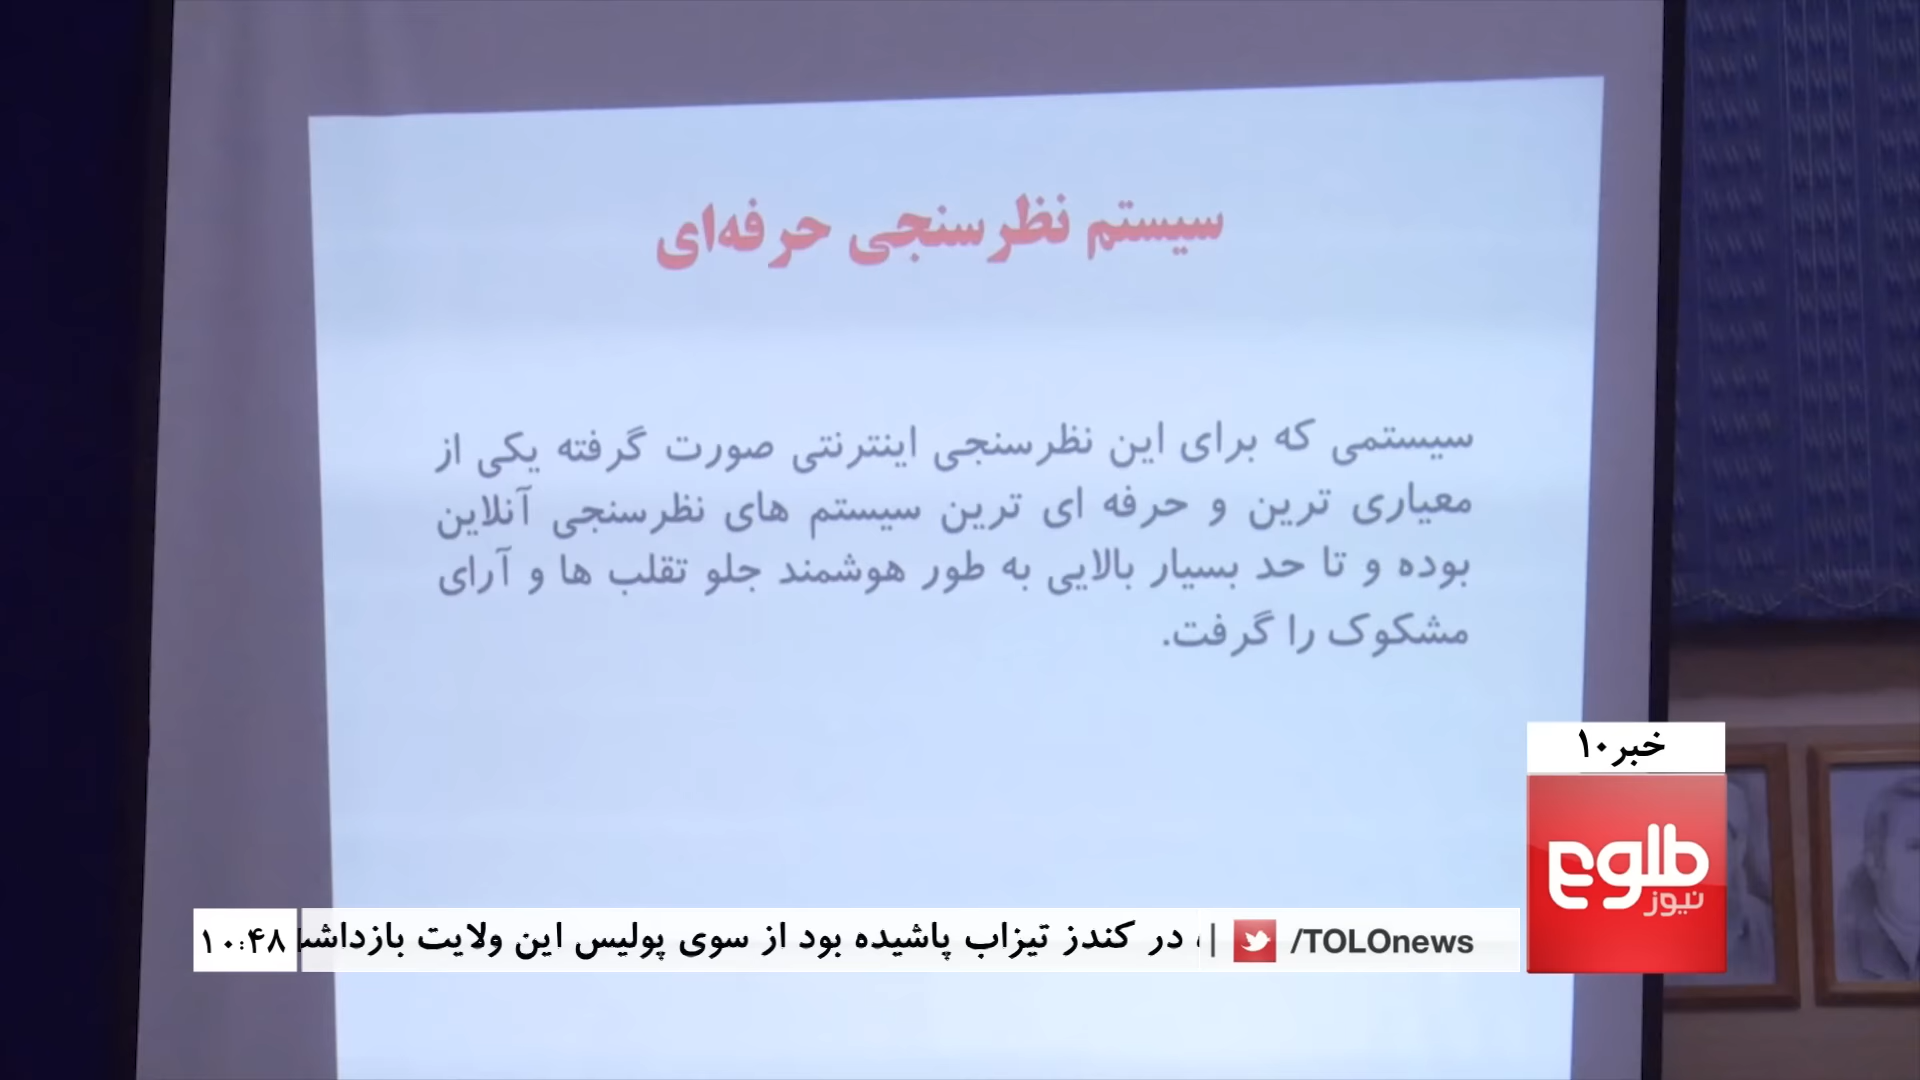 سیستم نظرسنجی حرفه‌ای
سیستمی که برای این نظرسنجی اینترنتی صورت گرفته یکی از
معیاری ترین و حرفه ای ترین سیستم های نظرسنجی آنلاین
بوده و تا حد بسیار بالایی به طور هوشمند جلو تقلب ها و آرای
مشکوک را گرفت.
خبر۱۰
طلوع
نیوز
/TOLOnews
| در کندز تیزاب پاشیده بود از سوی پولیس این ولایت
۱۰:۴۸